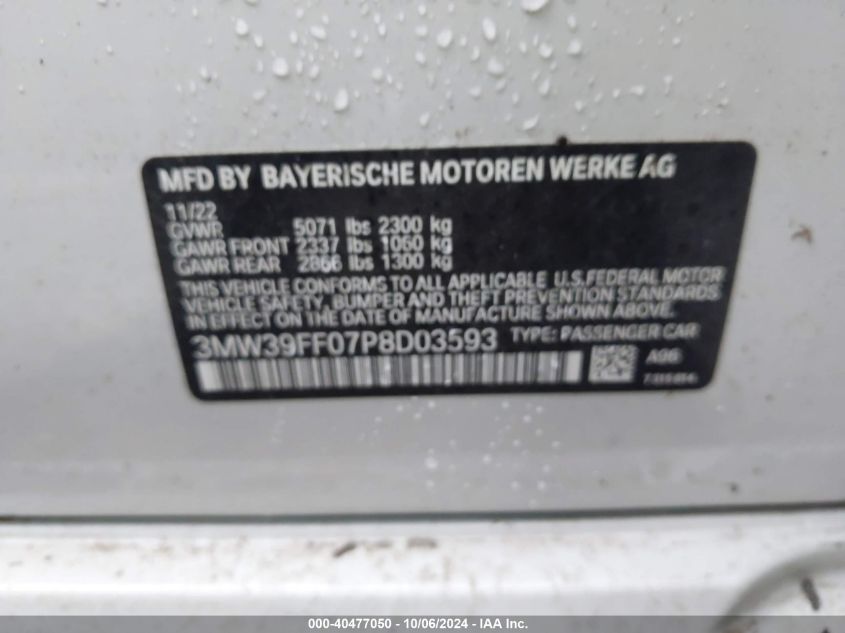 MFD BY BAYERISCHE MOTOREN WERKE AG
11/22
GVWR 5071 lbs 2300 kg
GAWR FRONT 2337 lbs 1060 kg
GAWR REAR 2866 lbs 1300 kg
THIS VEHICLE CONFORMS TO ALL APPLICABLE U.S.FEDERAL MOTOR
VEHICLE SAFETY, BUMPER AND THEFT PREVENTION STANDARDS
IN EFFECT ON THE DATE OF MANUFACTURE SHOWN ABOVE.
3MW39FF07P8D03593 TYPE: PASSENGER CAR
000-40477050 - 10/06/2024 - IAA Inc.